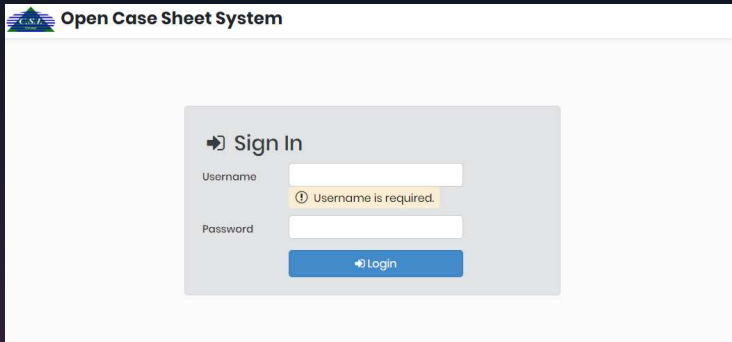 C.S.I.
Open Case Sheet System
Sign In
Username
Username is required.
Password
Login